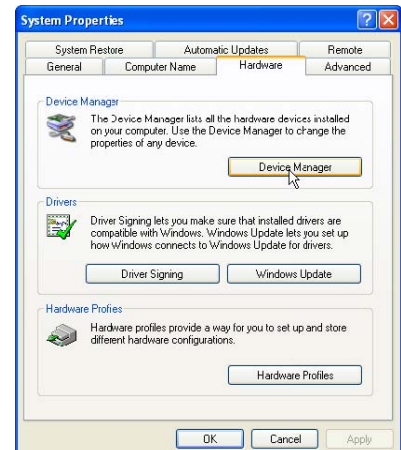 System Properties
System Restore Automatic Updates Remote
General Computer Name Hardware Advanced
Device Manager
The Device Manager lists all the hardware devices installed
on your computer. Use the Device Manager to change the
properties of any device.
Device Manager
Drivers
Driver Signing lets you make sure that installed drivers are
compatible with Windows. Windows Update lets you set up
how Windows connects to Windows Update for drivers.
Driver Signing Windows Update
Hardware Profiles
Hardware profiles provide a way for you to set up and store
different hardware configurations.
Hardware Profiles
OK Cancel Apply